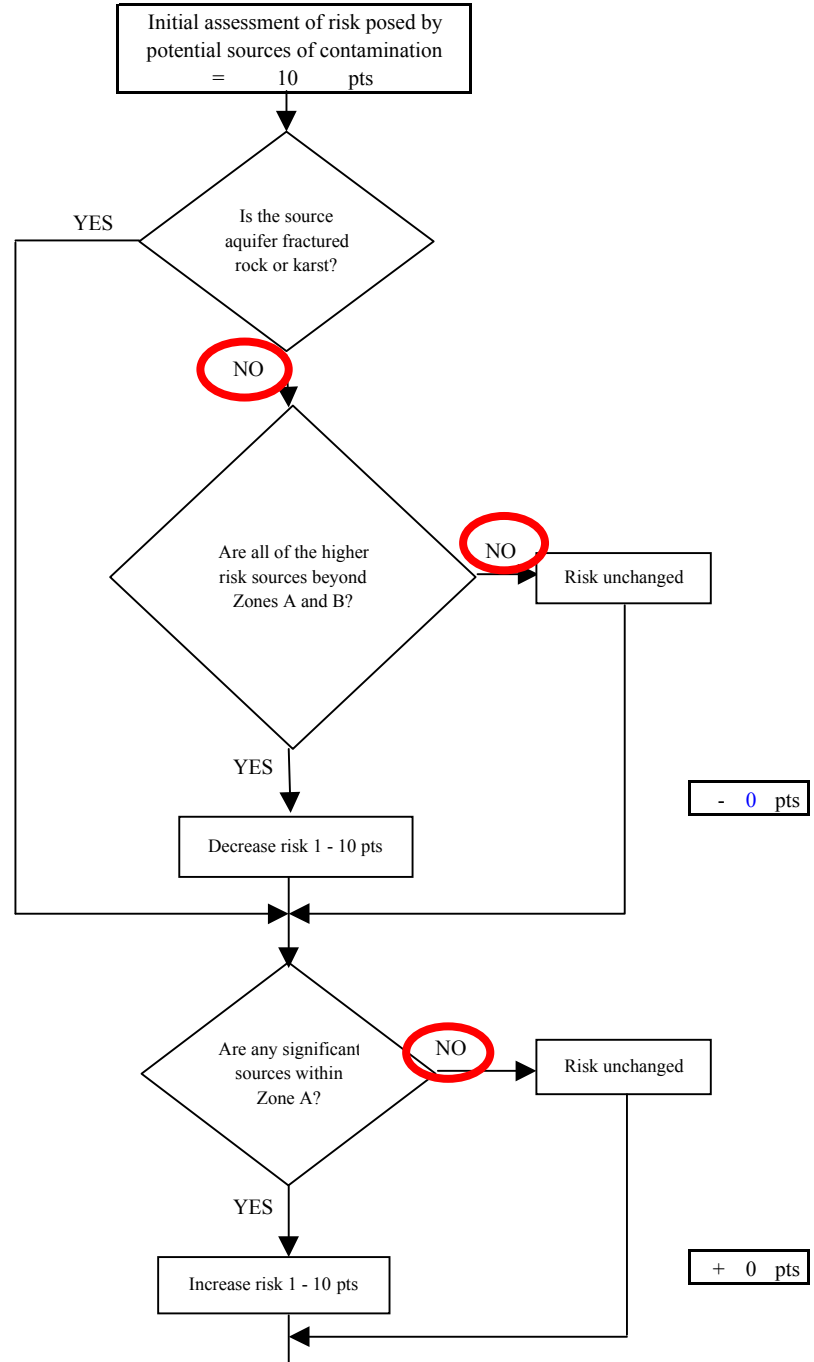 Initial assessment of risk posed by
potential sources of contamination
= 10 pts
YES
Is the source
aquifer fractured
rock or karst?
NO
Are all of the higher
risk sources beyond
Zones A and B?
NO
Risk unchanged
YES
- 0 pts
Decrease risk 1 - 10 pts
Are any significant
sources within
Zone A?
NO
Risk unchanged
YES
+ 0 pts
Increase risk 1 - 10 pts